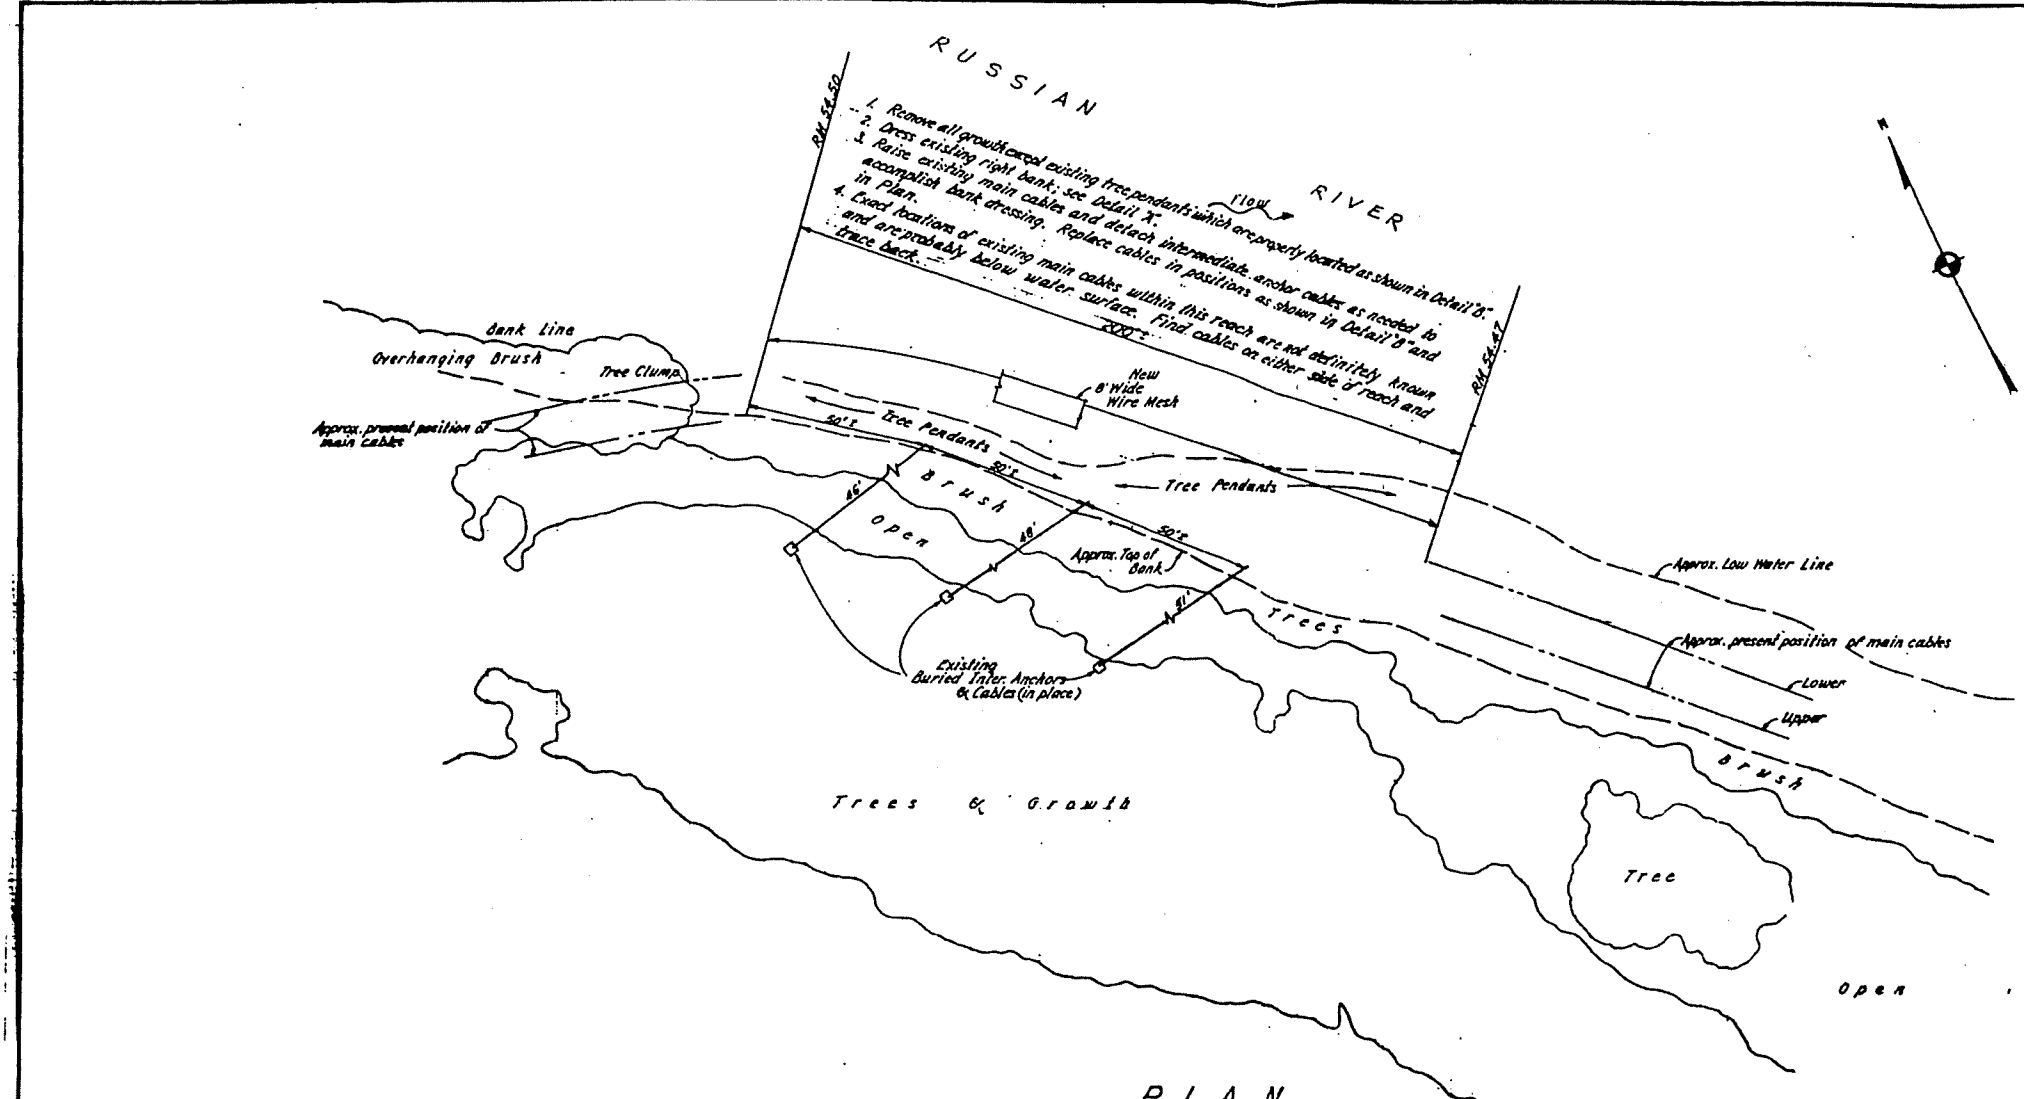 RUSSIAN
RIVER
flow
N
RM 54.50
RM 54.47
1. Remove all growth except existing tree pendants which are properly located as shown in Detail "B".
2. Dress existing right bank; see Detail "A".
3. Raise existing main cables and detach intermediate anchor cables as needed to
accomplish bank dressing. Replace cables in positions as shown in Detail "B" and
in Plan.
4. Exact locations of existing main cables within this reach are not definitely known
and are probably below water surface. Find cables on either side of reach and
trace back.
200'±
Bank Line
Overhanging Brush
Tree Clump
Approx. present position of
main cables
New
8' Wide
Wire Mesh
50'±
Tree Pendants
50'±
Tree Pendants
Brush
46'
Open
48'
50'±
Approx. Top of
Bank
51'
Trees
Approx. Low Water Line
Approx. present position of main cables
Lower
Upper
Existing
Buried Inter. Anchors
& Cables (in place)
Brush
Trees & Growth
Tree
Open
PLAN